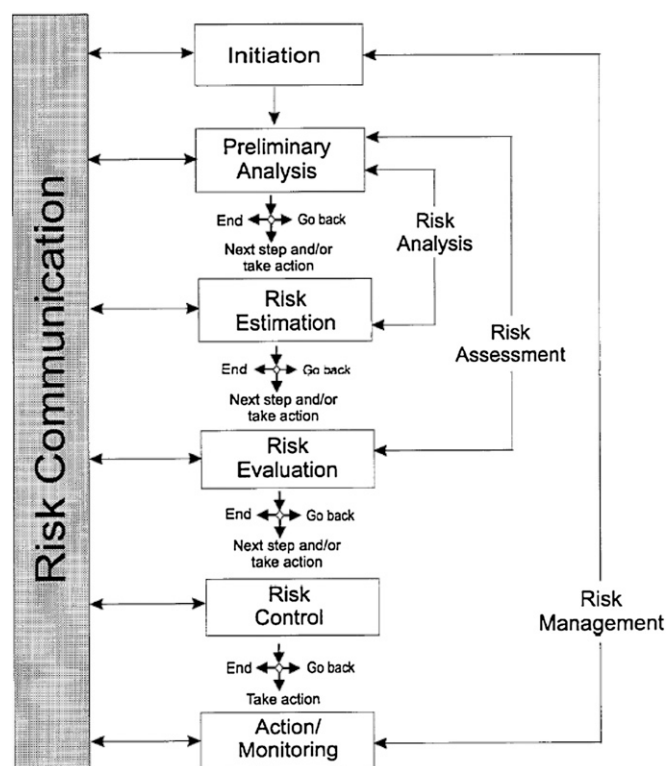 Risk Communication
Initiation
Preliminary
Analysis
End
Go back
Next step and/or
take action
Risk
Analysis
Risk
Estimation
End
Go back
Next step and/or
take action
Risk
Assessment
Risk
Evaluation
End
Go back
Next step and/or
take action
Risk
Control
Risk
Management
End
Go back
Take action
Action/
Monitoring